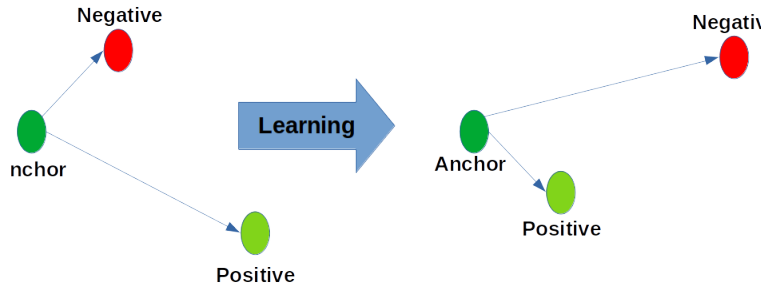 Negative
nchor
Positive
Learning
Negativ
Anchor
Positive